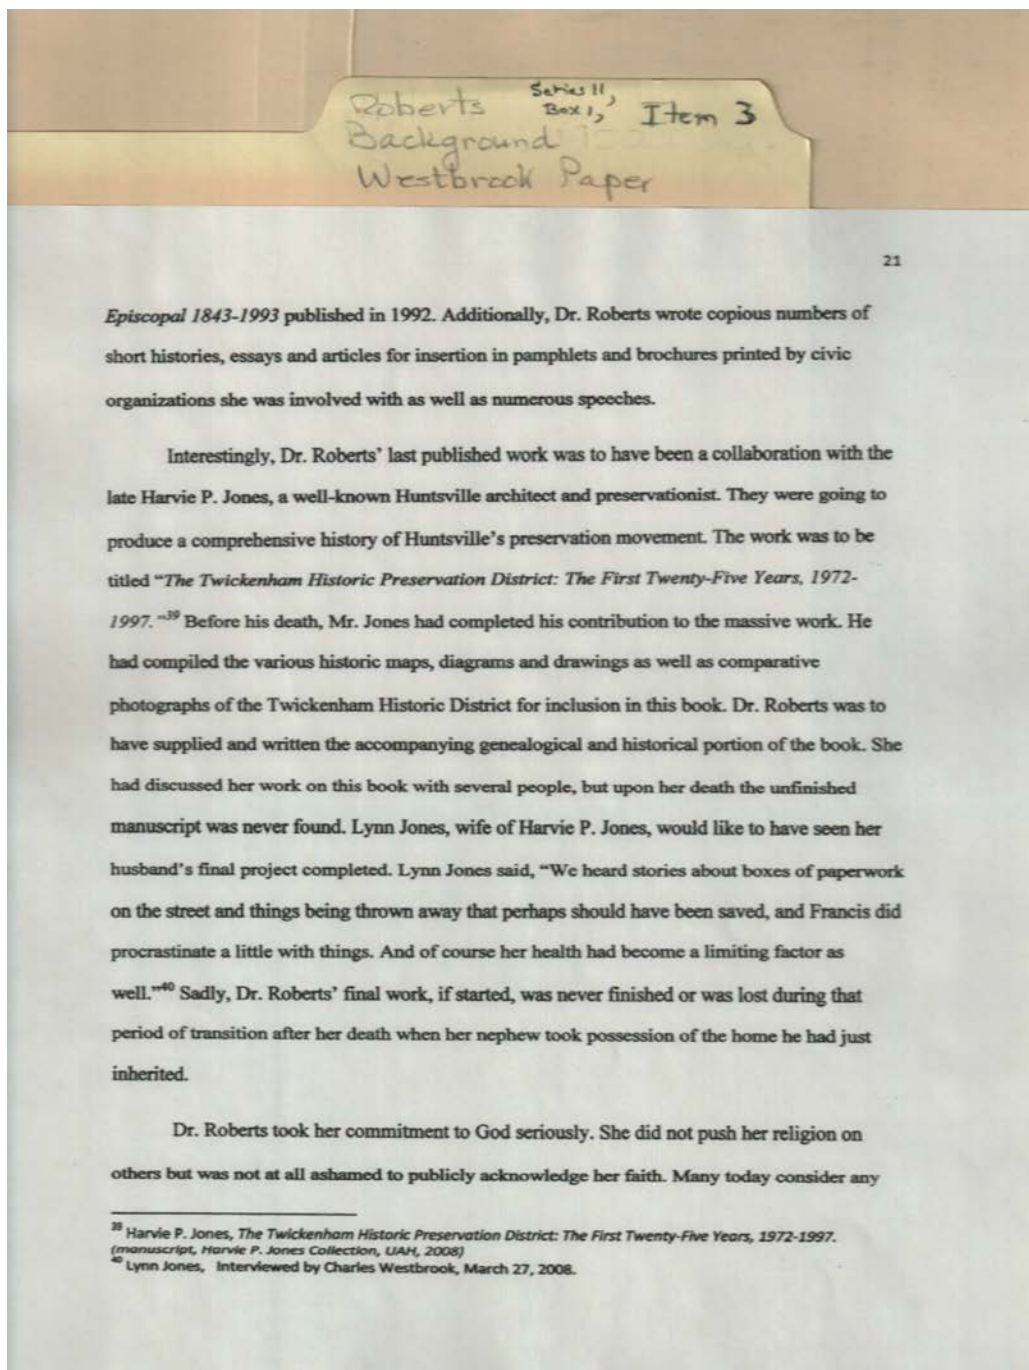 Roberts Series II, Box 1, Item 3
Background
Westbrook Paper
21
Episcopal 1843-1993 published in 1992. Additionally, Dr. Roberts wrote copious numbers of
short histories, essays and articles for insertion in pamphlets and brochures printed by civic
organizations she was involved with as well as numerous speeches.
Interestingly, Dr. Roberts' last published work was to have been a collaboration with the
late Harvie P. Jones, a well-known Huntsville architect and preservationist. They were going to
produce a comprehensive history of Huntsville's preservation movement. The work was to be
titled "The Twickenham Historic Preservation District: The First Twenty-Five Years, 1972-
1997."39 Before his death, Mr. Jones had completed his contribution to the massive work. He
had compiled the various historic maps, diagrams and drawings as well as comparative
photographs of the Twickenham Historic District for inclusion in this book. Dr. Roberts was to
have supplied and written the accompanying genealogical and historical portion of the book. She
had discussed her work on this book with several people, but upon her death the unfinished
manuscript was never found. Lynn Jones, wife of Harvie P. Jones, would like to have seen her
husband's final project completed. Lynn Jones said, "We heard stories about boxes of paperwork
on the street and things being thrown away that perhaps should have been saved, and Francis did
procrastinate a little with things. And of course her health had become a limiting factor as
well."40 Sadly, Dr. Roberts' final work, if started, was never finished or was lost during that
period of transition after her death when her nephew took possession of the home he had just
inherited.
Dr. Roberts took her commitment to God seriously. She did not push her religion on
others but was not at all ashamed to publicly acknowledge her faith. Many today consider any
39 Harvie P. Jones, The Twickenham Historic Preservation District: The First Twenty-Five Years, 1972-1997.
(manuscript, Harvie P. Jones Collection, UAH, 2008)
40 Lynn Jones, Interviewed by Charles Westbrook, March 27, 2008.